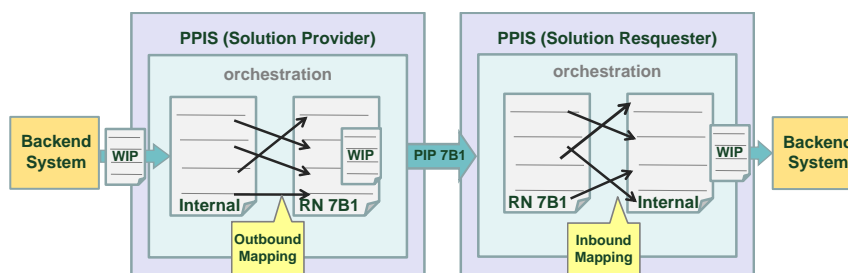 PPIS (Solution Provider)
orchestration
Backend
System
WIP
Internal
RN 7B1
WIP
Outbound
Mapping
PIP 7B1
PPIS (Solution Resquester)
orchestration
RN 7B1
Internal
Inbound
Mapping
WIP
Backend
System